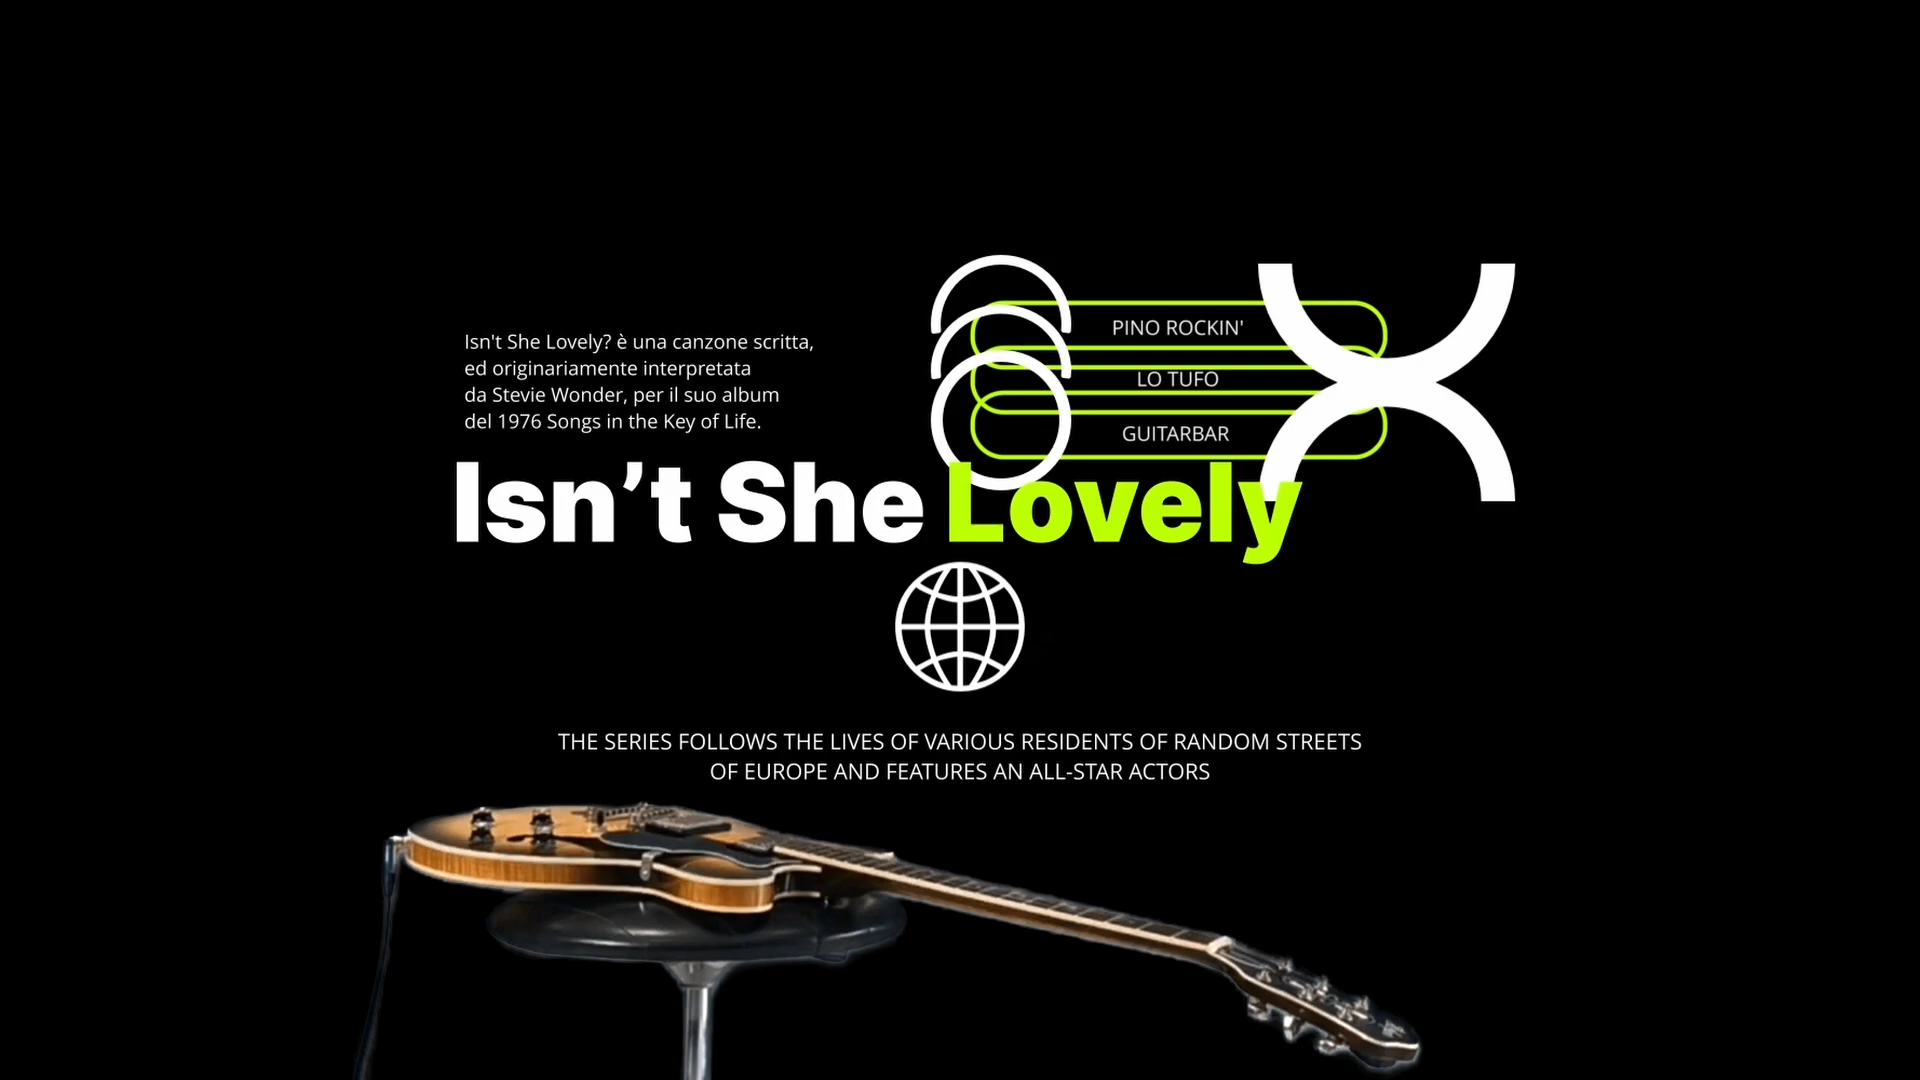 Isn't She Lovely? è una canzone scritta,
ed originariamente interpretata
da Stevie Wonder, per il suo album
del 1976 Songs in the Key of Life.
PINO ROCKIN'
LO TUFO
GUITARBAR
Isn’t She Lovely
THE SERIES FOLLOWS THE LIVES OF VARIOUS RESIDENTS OF RANDOM STREETS
OF EUROPE AND FEATURES AN ALL-STAR ACTORS